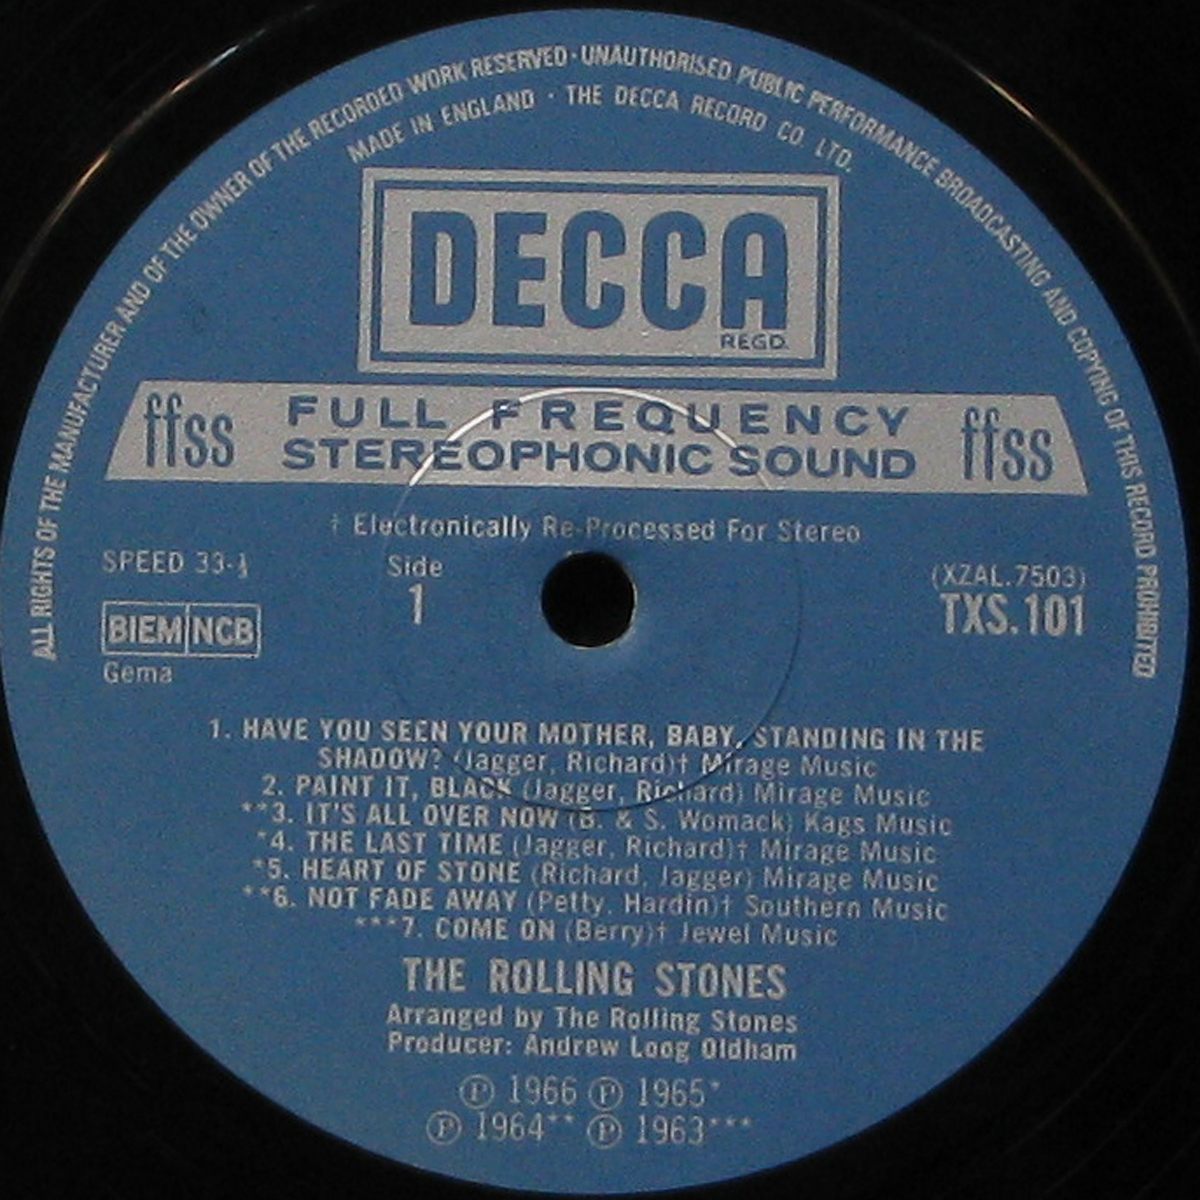 ALL RIGHTS OF THE MANUFACTURER AND OF THE OWNER OF THE RECORDED WORK RESERVED · UNAUTHORISED PUBLIC PERFORMANCE BROADCASTING AND COPYING OF THIS RECORD PROHIBITED
MADE IN ENGLAND · THE DECCA RECORD CO. LTD.
DECCA
REGD.
ffss FULL FREQUENCY ffss
STEREOPHONIC SOUND
† Electronically Re-Processed For Stereo
SPEED 33-⅓
Side
1
(XZAL.7503)
TXS.101
BIEM NCB
Gema
1. HAVE YOU SEEN YOUR MOTHER, BABY, STANDING IN THE
SHADOW? (Jagger, Richard)† Mirage Music
2. PAINT IT, BLACK (Jagger, Richard) Mirage Music
**3. IT'S ALL OVER NOW (B. & S. Womack) Kags Music
*4. THE LAST TIME (Jagger, Richard)† Mirage Music
*5. HEART OF STONE (Richard, Jagger) Mirage Music
**6. NOT FADE AWAY (Petty, Hardin)† Southern Music
***7. COME ON (Berry)† Jewel Music
THE ROLLING STONES
Arranged by The Rolling Stones
Producer: Andrew Loog Oldham
Ⓟ 1966 Ⓟ 1965*
Ⓟ 1964** Ⓟ 1963***